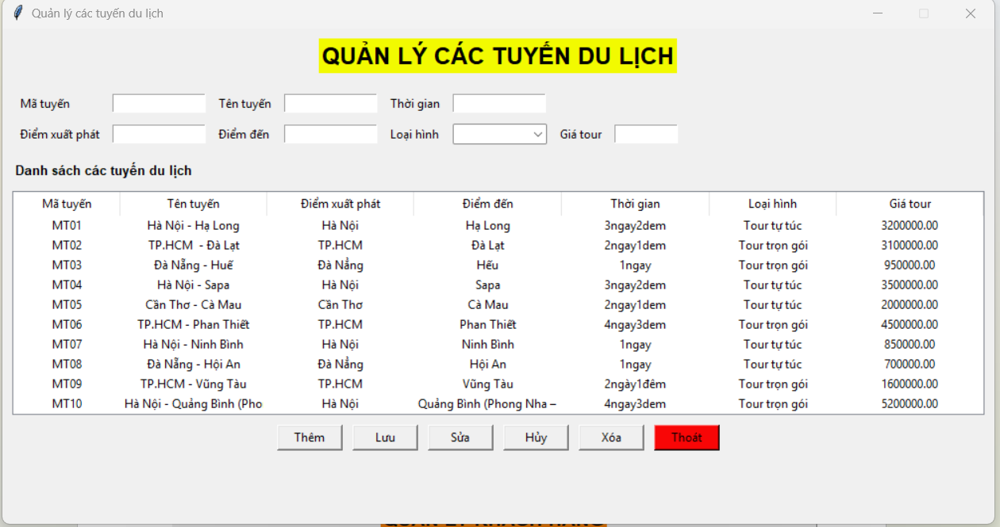 Quản lý các tuyến du lịch
QUẢN LÝ CÁC TUYẾN DU LỊCH
Mã tuyến Tên tuyến Thời gian
Điểm xuất phát Điểm đến Loại hình Giá tour
Danh sách các tuyến du lịch
Mã tuyến Tên tuyến Điểm xuất phát Điểm đến Thời gian Loại hình Giá tour
MT01 Hà Nội - Hạ Long Hà Nội Hạ Long 3ngay2dem Tour tự túc 3200000.00
MT02 TP.HCM - Đà Lạt TP.HCM Đà Lạt 2ngay1dem Tour trọn gói 3100000.00
MT03 Đà Nẵng - Huế Đà Nẳng Hếu 1ngay Tour trọn gói 950000.00
MT04 Hà Nội - Sapa Hà Nội Sapa 3ngay2dem Tour tự túc 3500000.00
MT05 Cần Thơ - Cà Mau Cần Thơ Cà Mau 2ngay1dem Tour tự túc 2000000.00
MT06 TP.HCM - Phan Thiết TP.HCM Phan Thiết 4ngay3dem Tour trọn gói 4500000.00
MT07 Hà Nội - Ninh Bình Hà Nội Ninh Bình 1ngay Tour tự túc 850000.00
MT08 Đà Nẵng - Hội An Đà Nẳng Hội An 1ngay Tour tự túc 700000.00
MT09 TP.HCM - Vũng Tàu TP.HCM Vũng Tàu 2ngày1đêm Tour trọn gói 1600000.00
MT10 Hà Nội - Quảng Bình (Pho Hà Nội Quảng Bình (Phong Nha – 4ngay3dem Tour trọn gói 5200000.00
Thêm Lưu Sửa Hủy Xóa Thoát